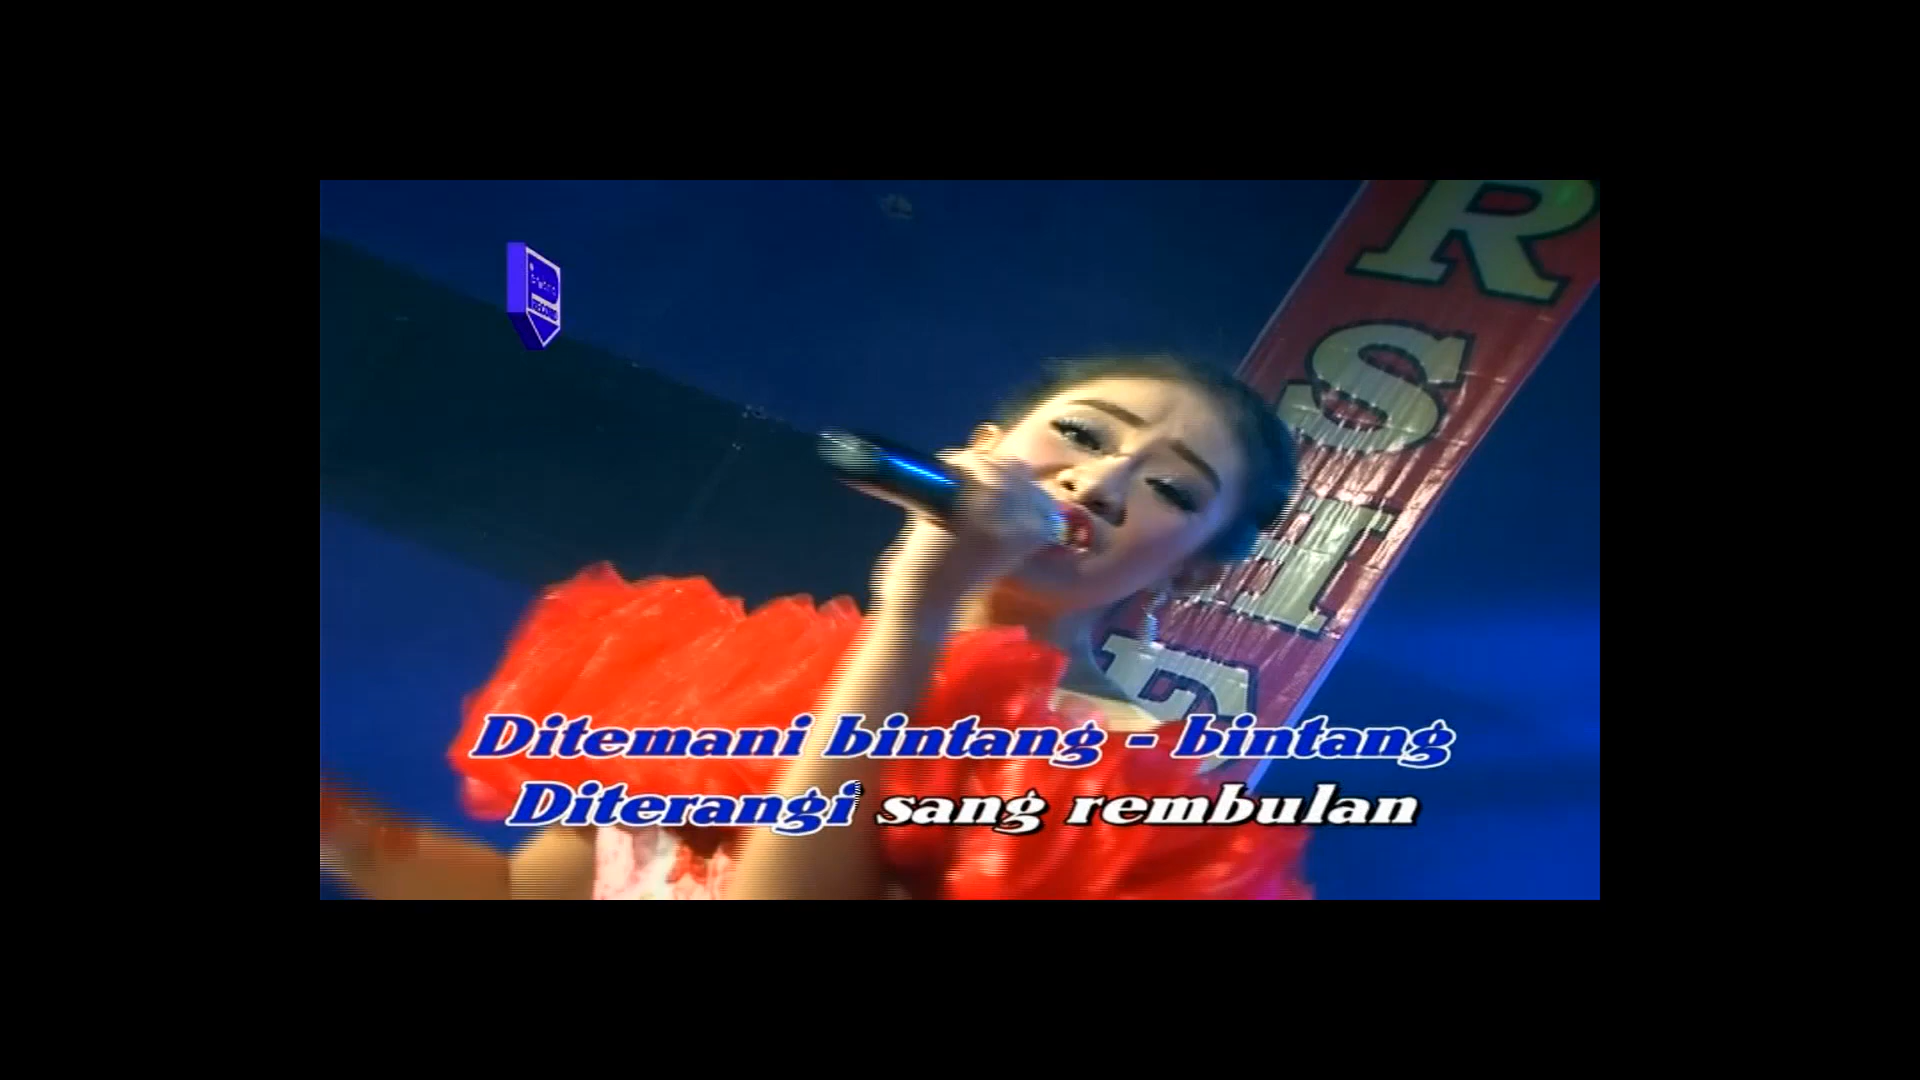 R
S
I
Ditemani bintang - bintang
Diterangi sang rembulan